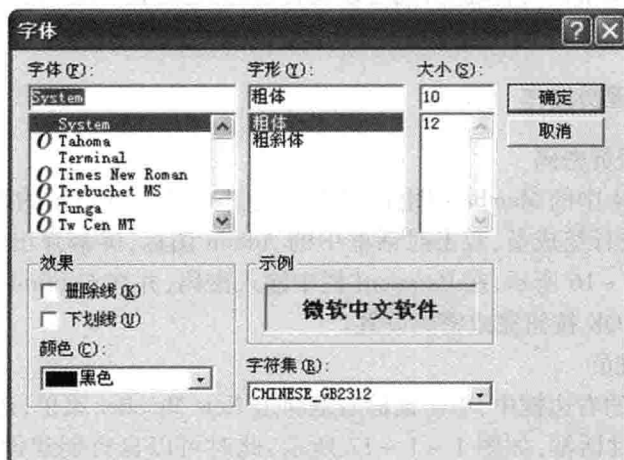 字体
字体(F):
System
System
Tahoma
Terminal
Times New Roman
Trebuchet MS
Tunga
Tw Cen MT
字形(Y):
粗体
粗体
粗斜体
大小(S):
10
12
确定
取消
效果
删除线(K)
下划线(U)
颜色(C):
黑色
示例
微软中文软件
字符集(R):
CHINESE_GB2312